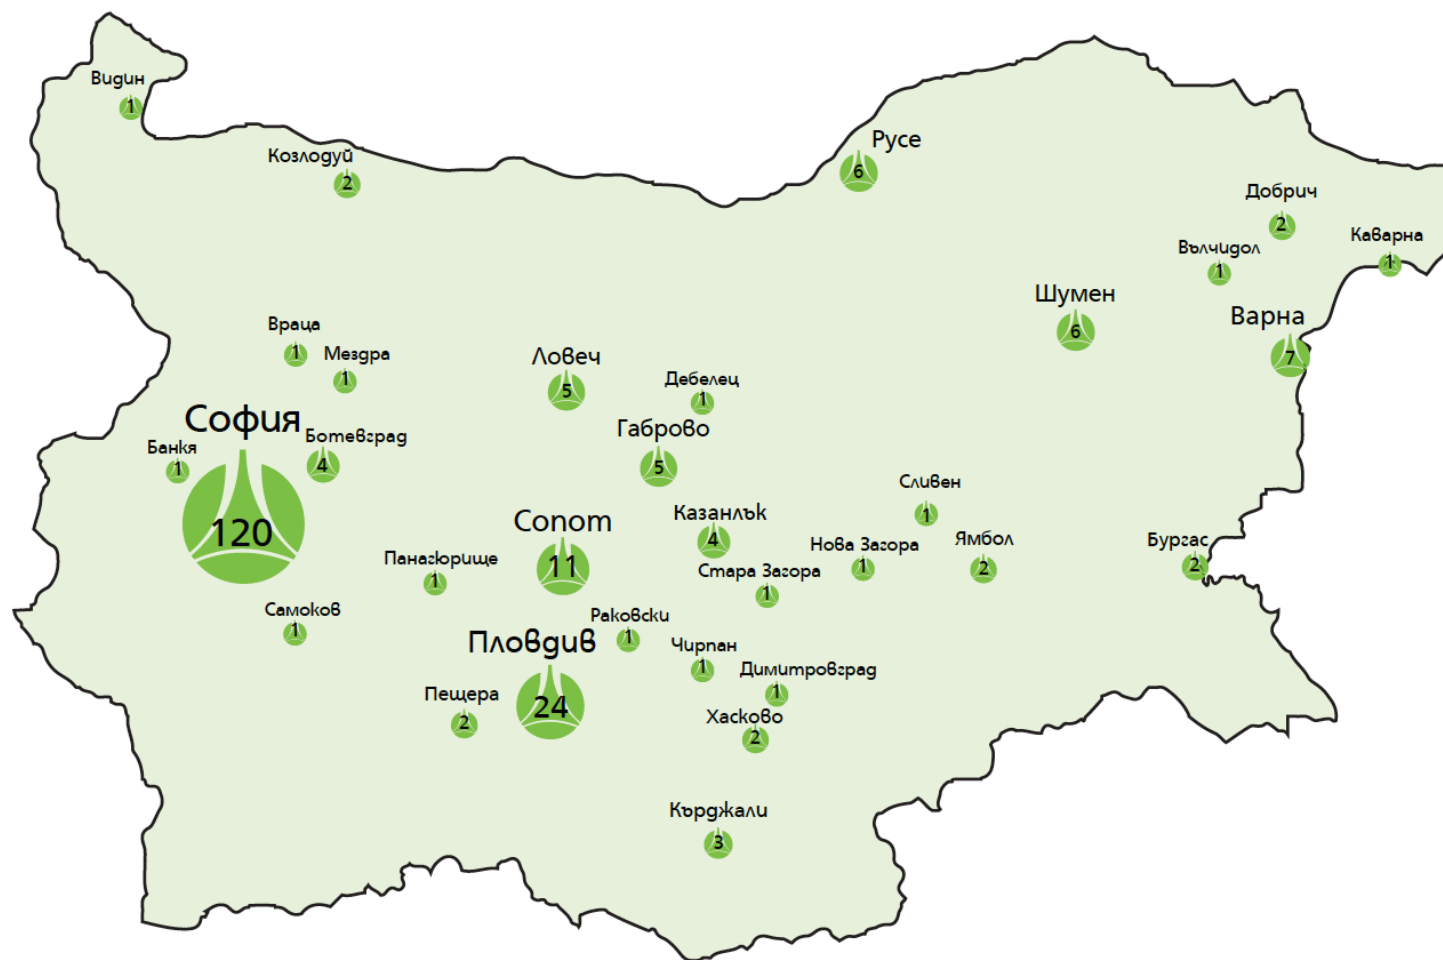 Видин
1
Козлодуй
2
Русе
6
Добрич
2
Вълчидол
1
Каварна
1
Шумен
6
Варна
7
Враца
1
Мездра
1
Ловеч
5
Дебелец
1
София
120
Банкя
1
Ботевград
4
Габрово
5
Сливен
1
Сопот
11
Казанлък
4
Нова Загора
1
Ямбол
2
Бургас
2
Панагюрище
1
Стара Загора
1
Самоков
1
Раковски
1
Пловдив
24
Чирпан
1
Димитровград
1
Пещера
2
Хасково
2
Кърджали
3